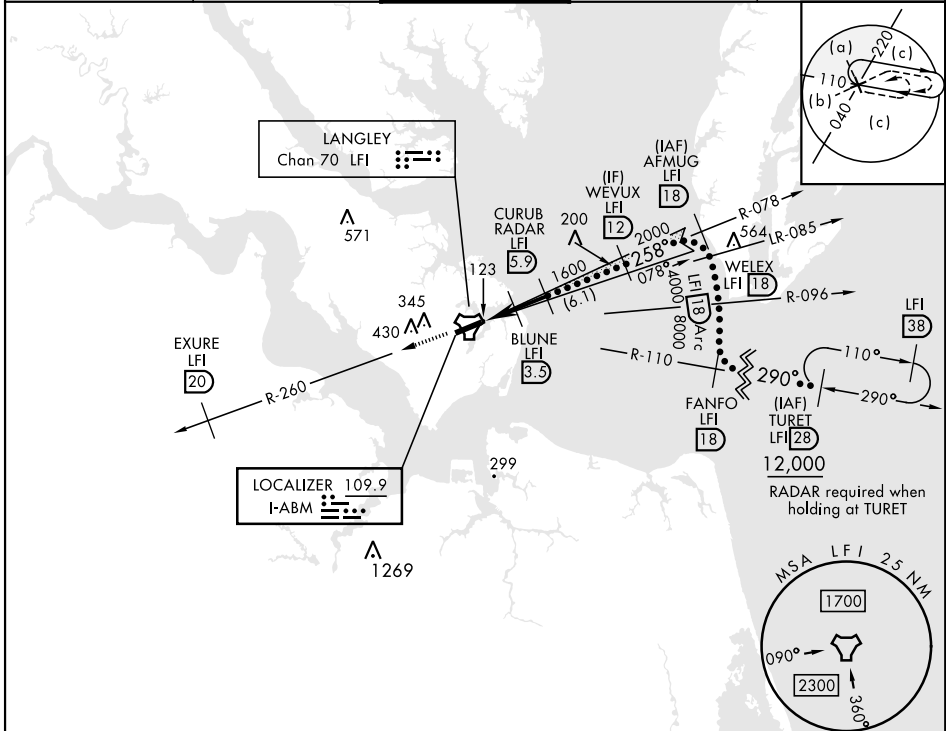 (a)
220
(c)
110
(b)
040
(c)
LANGLEY
Chan 70 LFI
571
(IAF)
AFMUG
LFI
18
(IF)
WEVUX
LFI
12
CURUB
RADAR
LFI
5.9
200
2000
258°
R-078
564
LR-085
1600
078°
(6.1)
WELEX
LFI 18
123
345
430
4000
8000
LFI 18 Arc
R-096
BLUNE
LFI
3.5
R-110
LFI
38
EXURE
LFI
20
R-260
290°
110°
290°
FANFO
LFI
18
(IAF)
TURET
LFI 28
12,000
RADAR required when
holding at TURET
LOCALIZER 109.9
I-ABM
299
1269
MSA LFI 25 NM
1700
090°
2300
360°